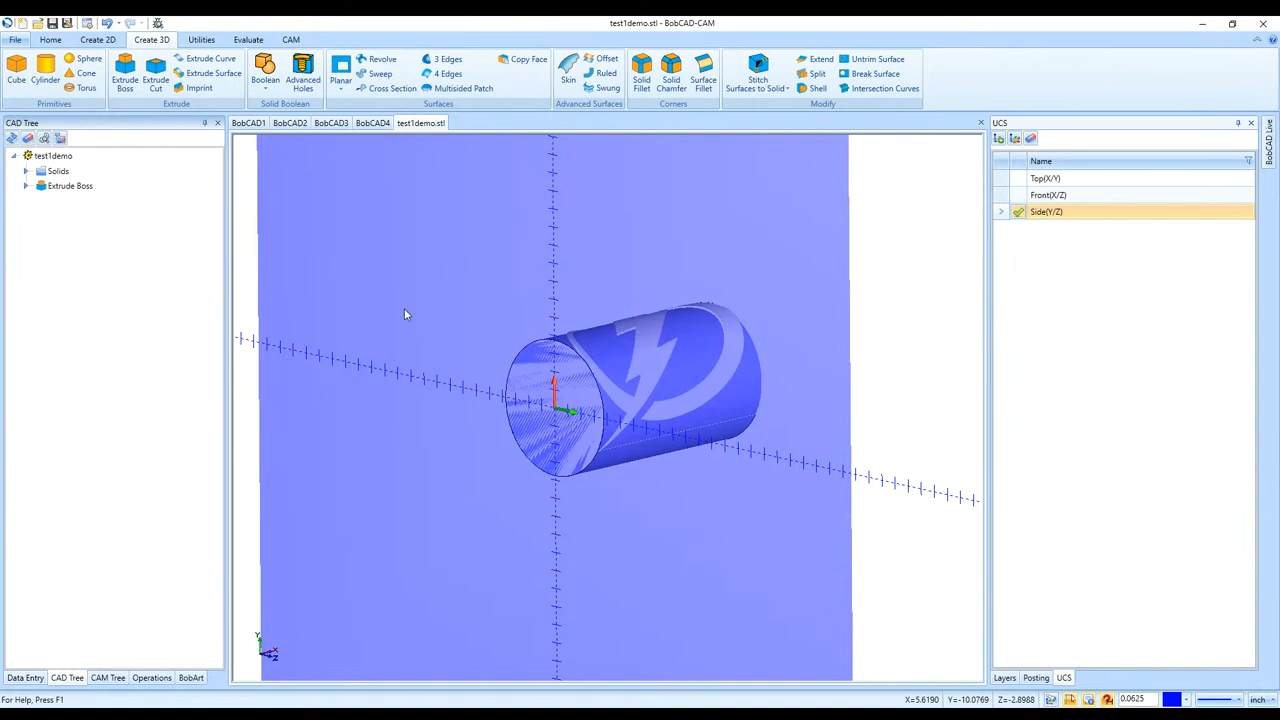 test1demo.stl - BobCAD-CAM
File Home Create 2D Create 3D Utilities Evaluate CAM
Cube Cylinder Sphere Cone Torus
Primitives
Extrude Boss Extrude Cut Extrude Curve Extrude Surface Imprint
Extrude
Boolean Advanced Holes
Solid Boolean
Planar Revolve Sweep Cross Section 3 Edges 4 Edges Multisided Patch Copy Face
Surfaces
Skin Offset Ruled Swung
Advanced Surfaces
Solid Fillet Solid Chamfer Surface Fillet
Corners
Stitch Surfaces to Solid Extend Split Shell Untrim Surface Break Surface Intersection Curves
Modify
CAD Tree
BobCAD1 BobCAD2 BobCAD3 BobCAD4 test1demo.stl
UCS
BobCAD Live
test1demo
Solids
Extrude Boss
Name
Top(X/Y)
Front(X/Z)
Side(Y/Z)
Y
X
Z
Data Entry CAD Tree CAM Tree Operations BobArt
Layers Posting UCS
For Help, Press F1
X=5.6190 Y=-10.0769 Z=-2.8988 0.0625 inch